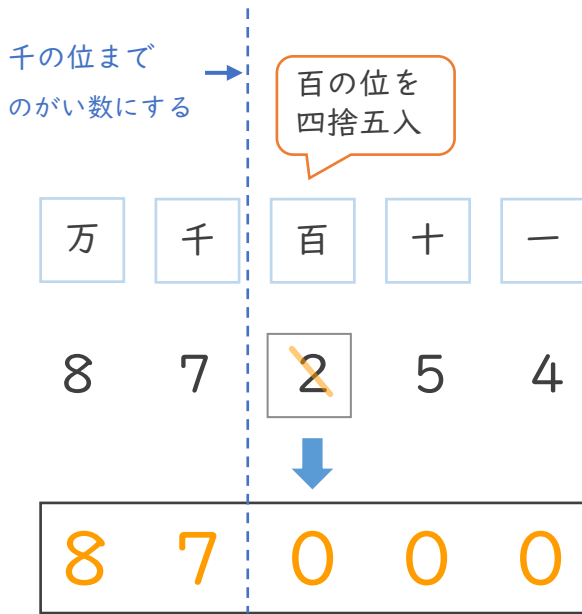 千の位まで
のがい数にする
百の位を
四捨五入
万 千 百 十 一
8 7 2 5 4
8 7 0 0 0